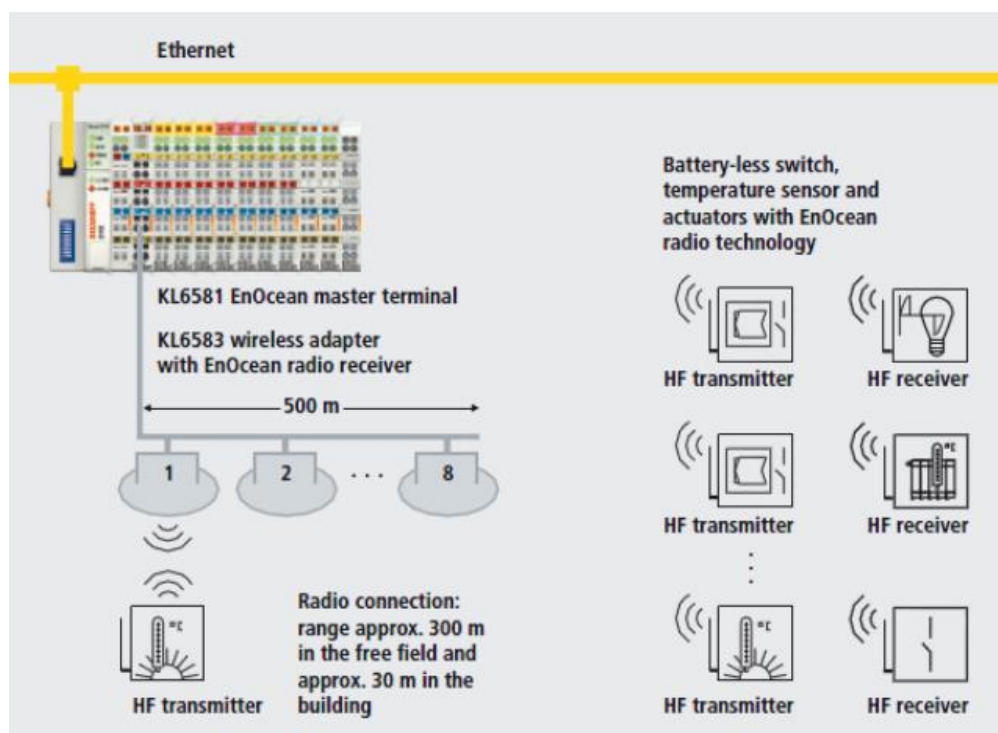 Ethernet
KL6581 EnOcean master terminal
KL6583 wireless adapter
with EnOcean radio receiver
500 m
1
2
. . .
8
HF transmitter
Radio connection:
range approx. 300 m
in the free field and
approx. 30 m in the
building
Battery-less switch,
temperature sensor and
actuators with EnOcean
radio technology
HF transmitter
HF receiver
HF transmitter
°C
HF receiver
°C
HF transmitter
°C
HF receiver